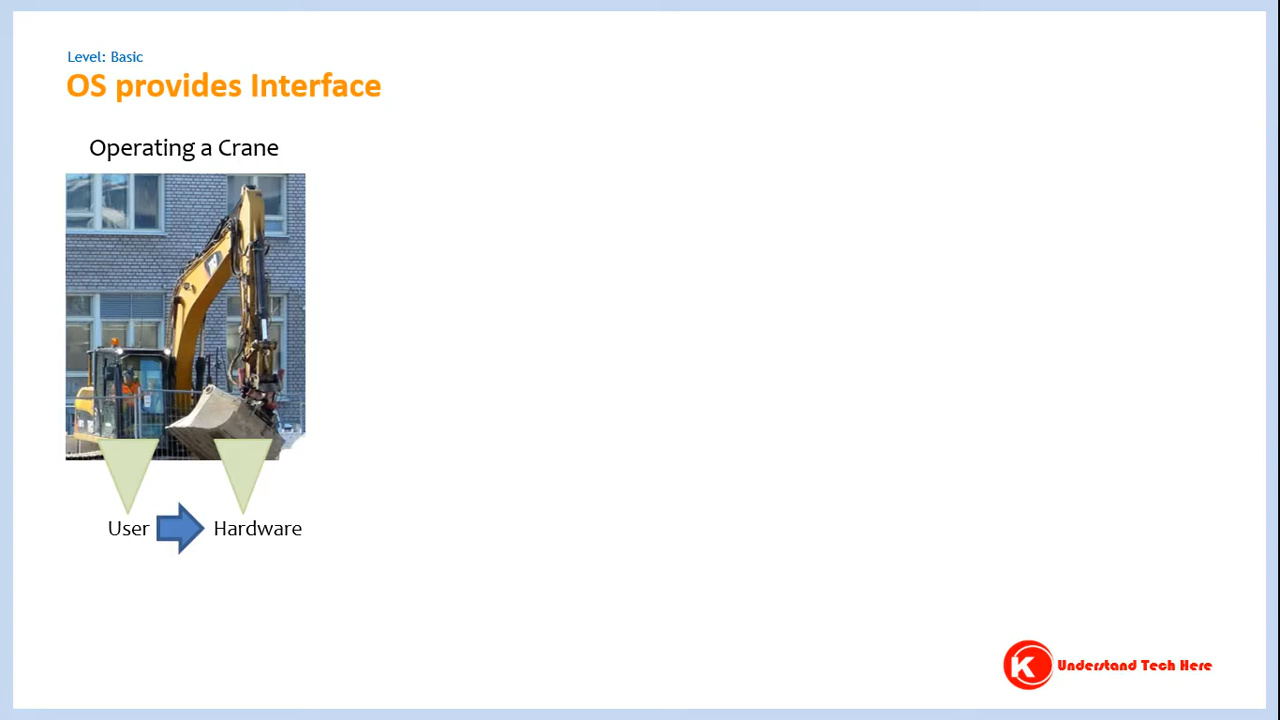 Level: Basic
OS provides Interface
Operating a Crane
User
Hardware
K Understand Tech Here